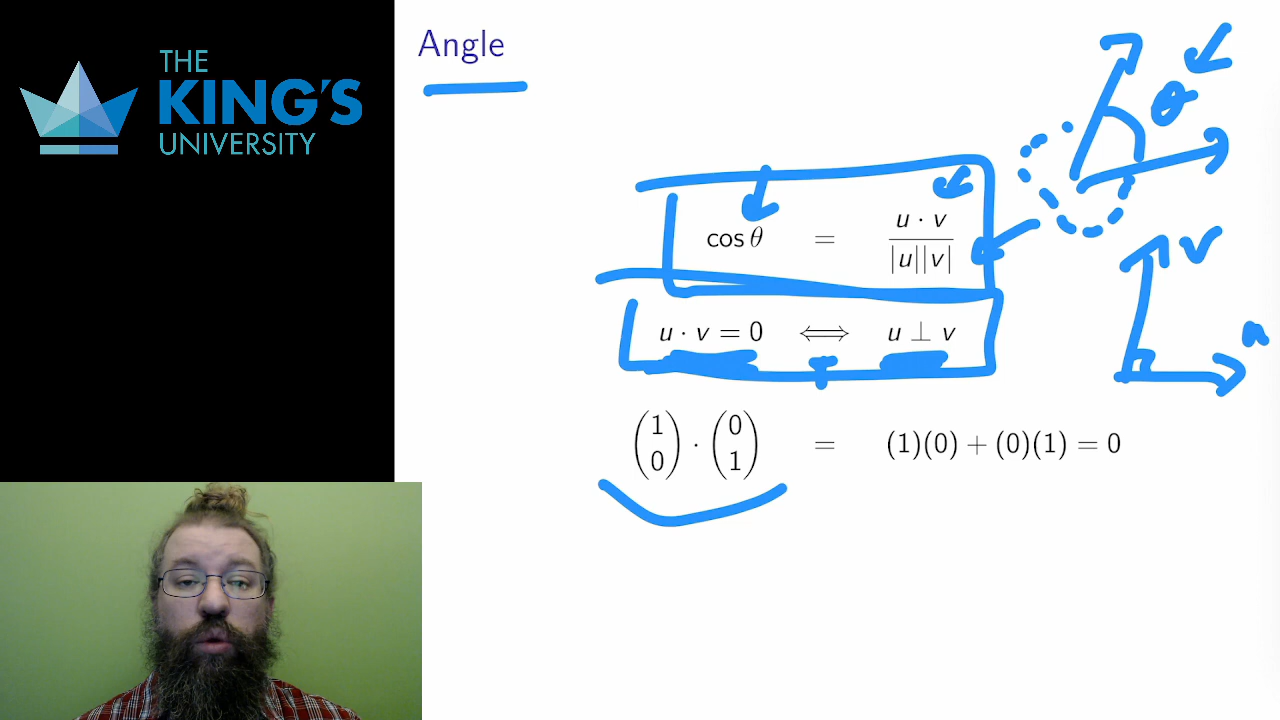 THE
KING'S
UNIVERSITY
Angle
θ
cos θ = u · v / |u||v|
v
u · v = 0 ⟺ u ⊥ v
u
(1 0) · (0 1) = (1)(0) + (0)(1) = 0